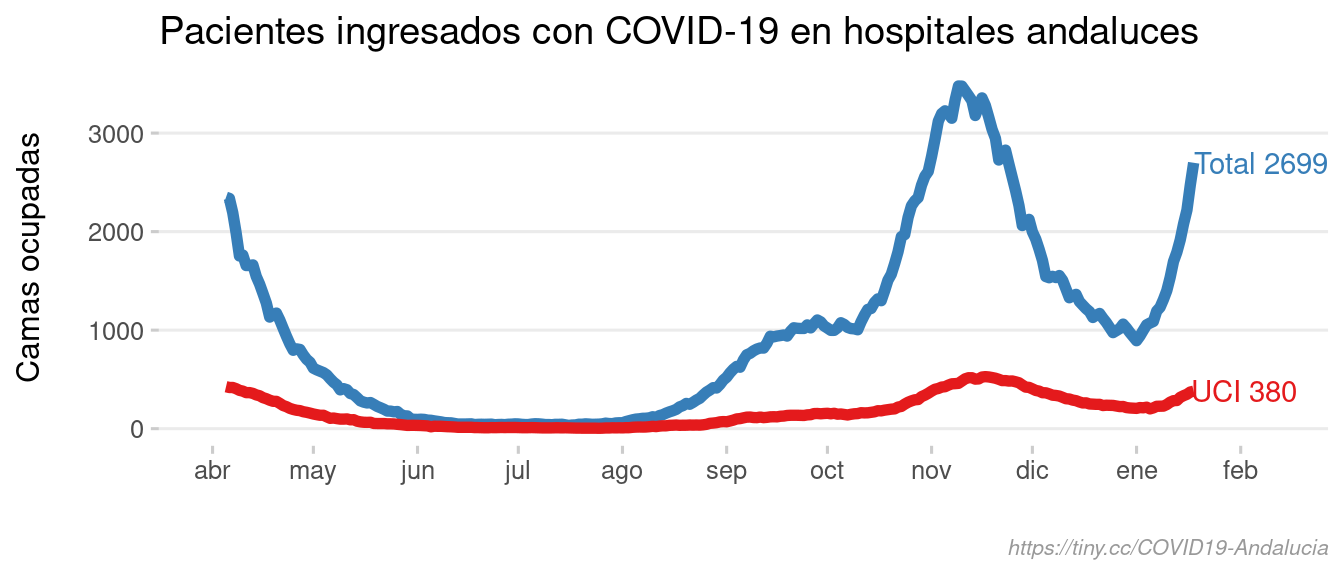 Pacientes ingresados con COVID-19 en hospitales andaluces
Camas ocupadas
3000
2000
1000
0
Total 2699
UCI 380
abr may jun jul ago sep oct nov dic ene feb
https://tiny.cc/COVID19-Andalucia